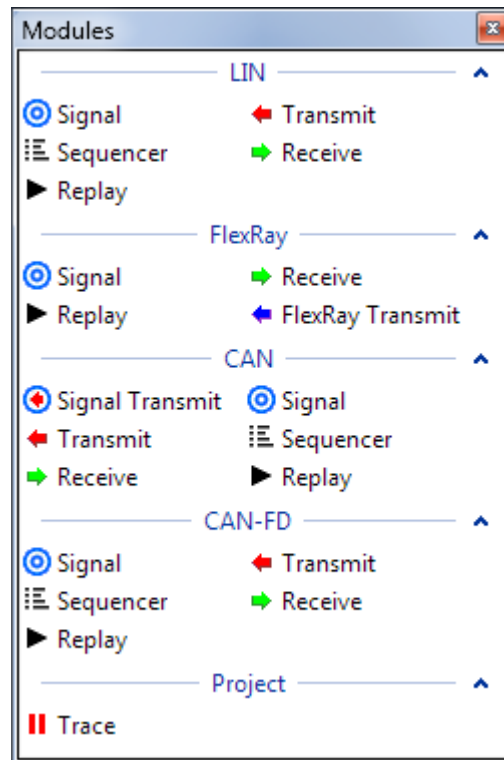 Modules
LIN
Signal Transmit
Sequencer Receive
Replay
FlexRay
Signal Receive
Replay FlexRay Transmit
CAN
Signal Transmit Signal
Transmit Sequencer
Receive Replay
CAN-FD
Signal Transmit
Sequencer Receive
Replay
Project
Trace